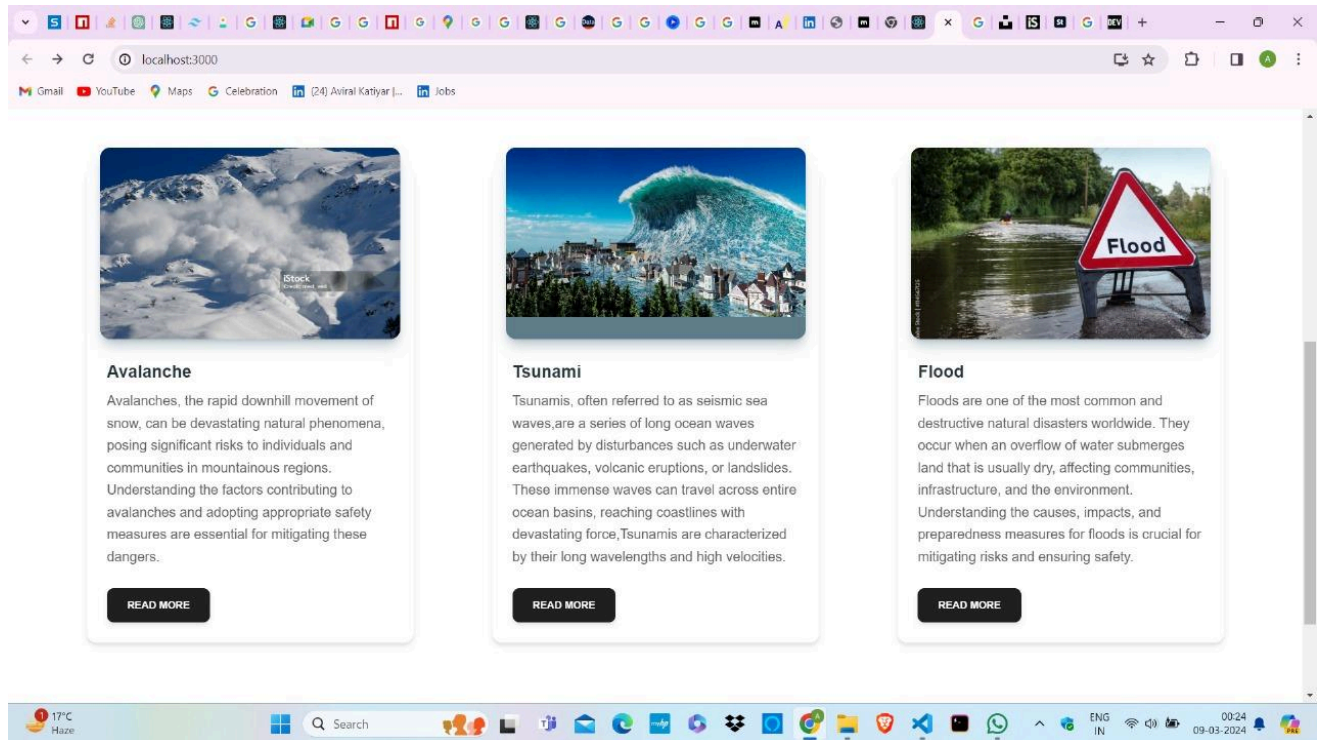 localhost:3000
Gmail
YouTube
Maps
Celebration
(24) Aviral Katiyar |...
Jobs
iStock
Flood
Avalanche
Avalanches, the rapid downhill movement of
snow, can be devastating natural phenomena,
posing significant risks to individuals and
communities in mountainous regions.
Understanding the factors contributing to
avalanches and adopting appropriate safety
measures are essential for mitigating these
dangers.
READ MORE
Tsunami
Tsunamis, often referred to as seismic sea
waves,are a series of long ocean waves
generated by disturbances such as underwater
earthquakes, volcanic eruptions, or landslides.
These immense waves can travel across entire
ocean basins, reaching coastlines with
devastating force,Tsunamis are characterized
by their long wavelengths and high velocities.
READ MORE
Flood
Floods are one of the most common and
destructive natural disasters worldwide. They
occur when an overflow of water submerges
land that is usually dry, affecting communities,
infrastructure, and the environment.
Understanding the causes, impacts, and
preparedness measures for floods is crucial for
mitigating risks and ensuring safety.
READ MORE
17°C
Haze
Search
ENG
IN
00:24
09-03-2024